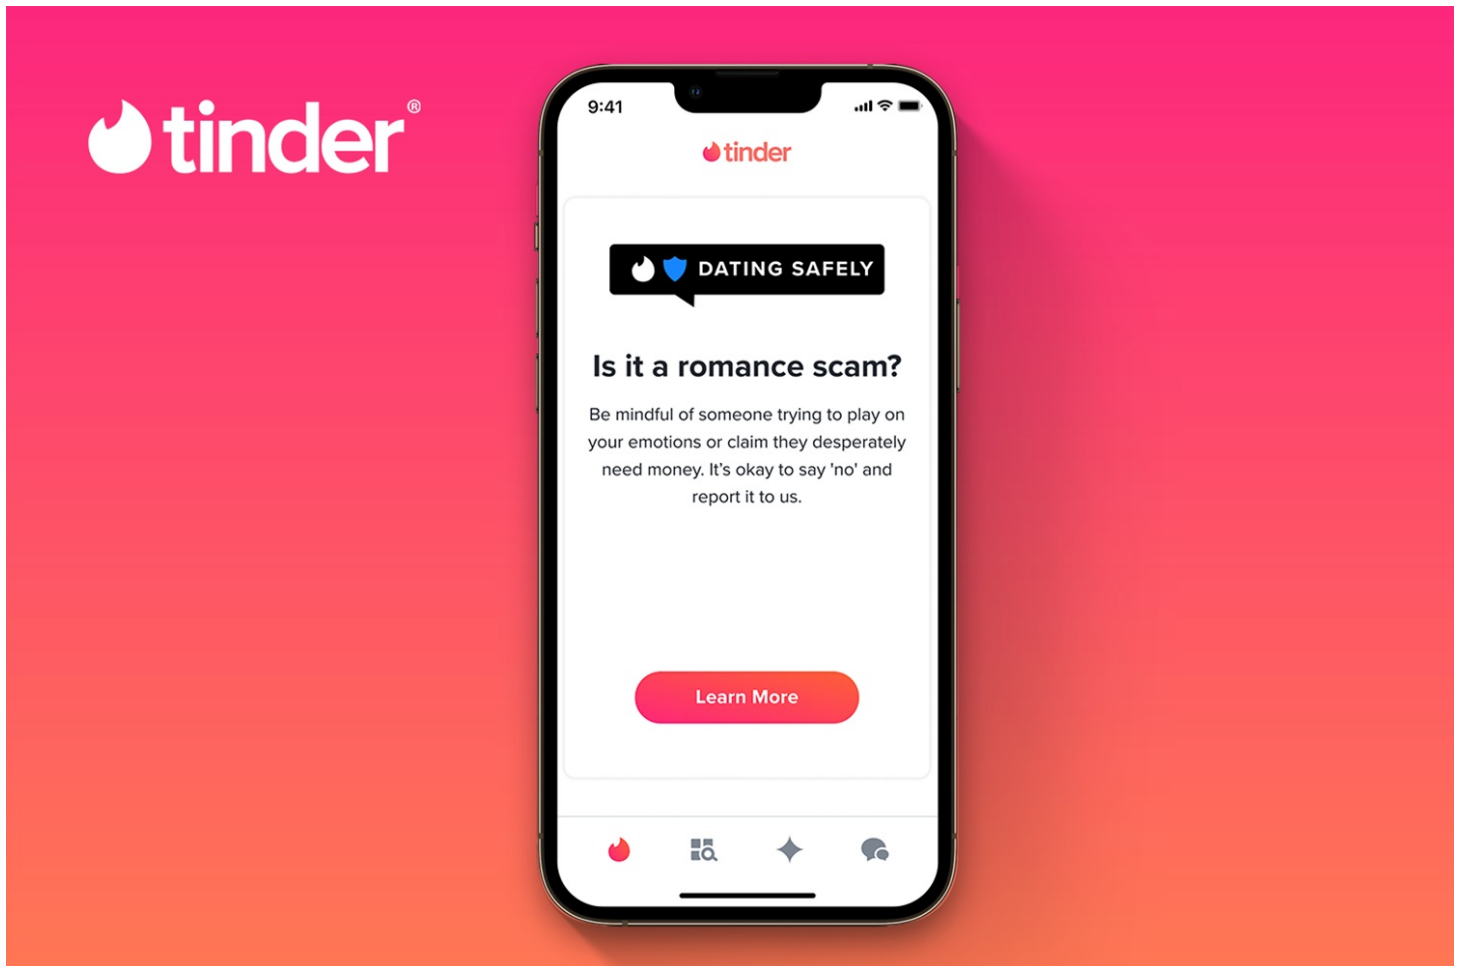 tinder®
9:41
tinder
DATING SAFELY
Is it a romance scam?
Be mindful of someone trying to play on
your emotions or claim they desperately
need money. It’s okay to say 'no' and
report it to us.
Learn More